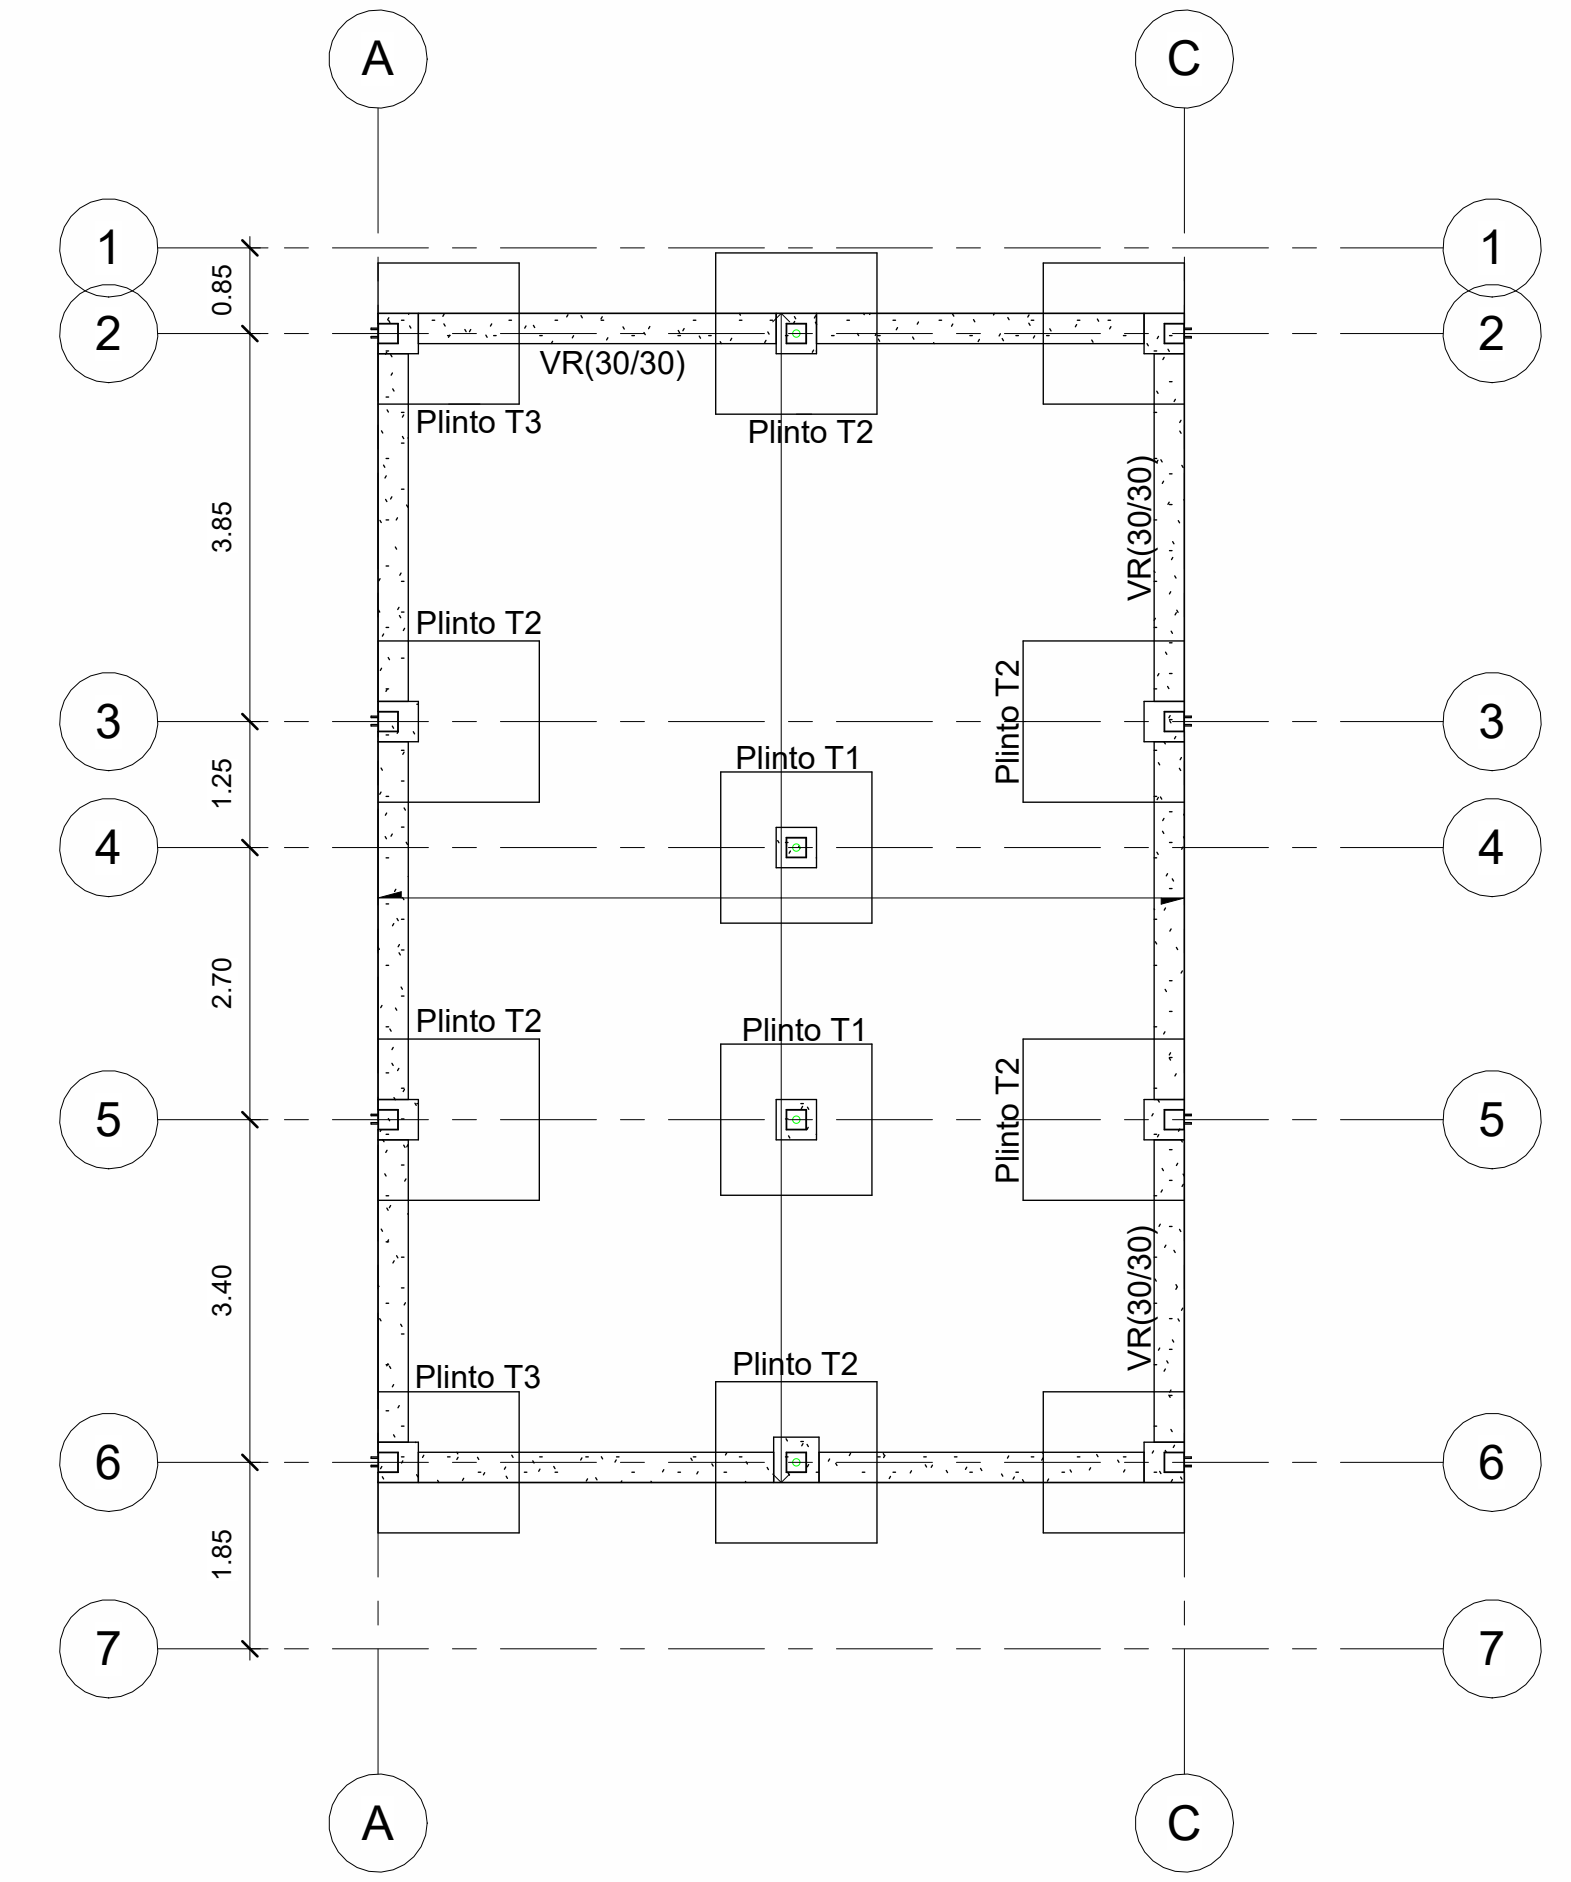 A
C
1
1
0.85
2
2
VR(30/30)
Plinto T3
Plinto T2
3.85
VR(30/30)
Plinto T2
Plinto T2
3
3
Plinto T1
1.25
4
4
2.70
Plinto T2
Plinto T1
Plinto T2
5
5
3.40
VR(30/30)
Plinto T2
Plinto T3
6
6
1.85
7
7
A
C